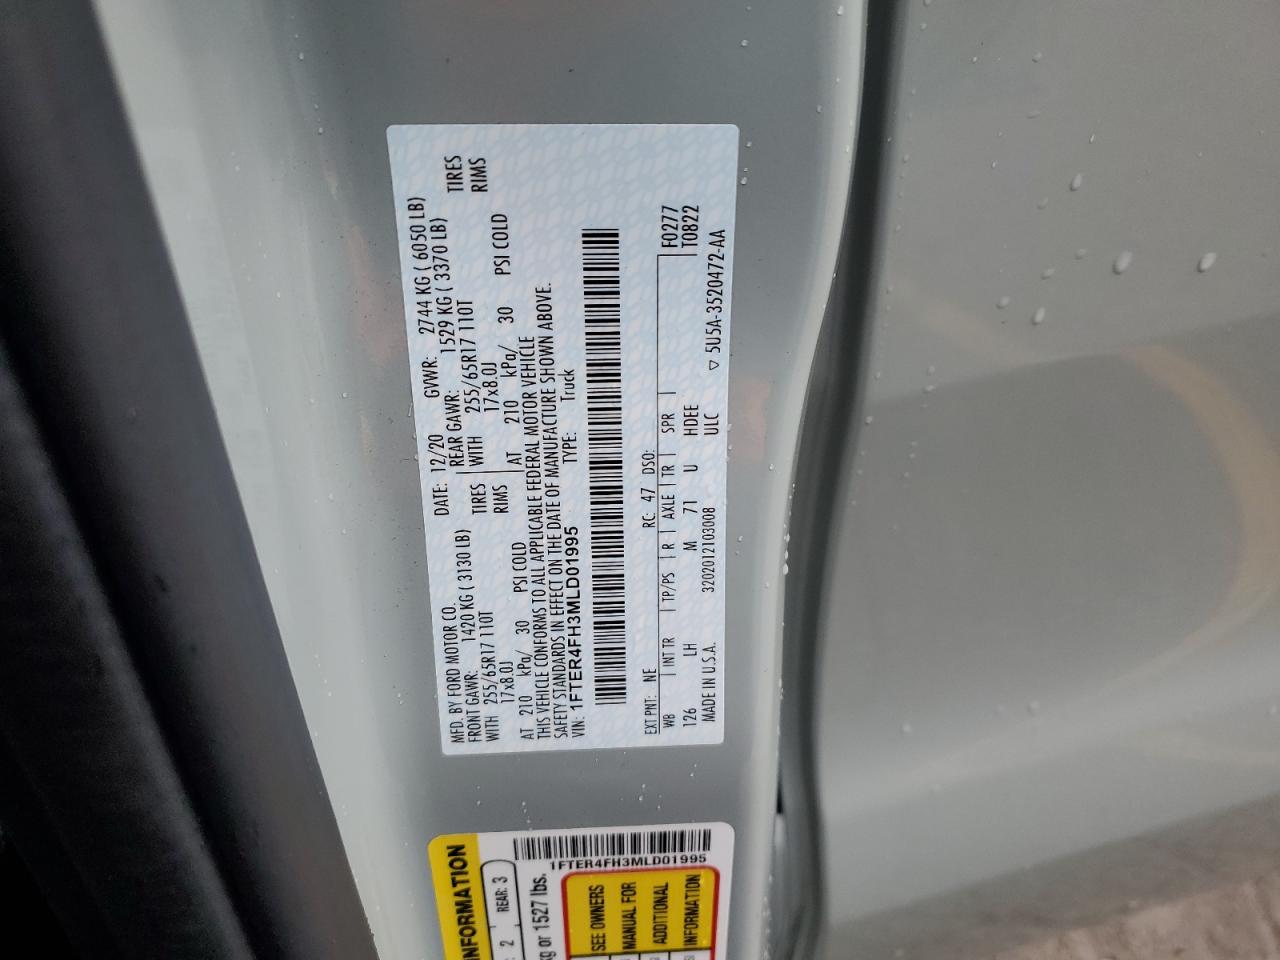 MFD. BY FORD MOTOR CO.
DATE: 12/20
GVWR: 2744 KG ( 6050 LB)
FRONT GAWR: 1420 KG ( 3130 LB)
REAR GAWR: 1529 KG ( 3370 LB)
WITH 255/65R17 110T TIRES
WITH 255/65R17 110T TIRES
17x8.0J RIMS
17x8.0J RIMS
AT 210 kPa/ 30 PSI COLD
AT 210 kPa/ 30 PSI COLD
THIS VEHICLE CONFORMS TO ALL APPLICABLE FEDERAL MOTOR VEHICLE
SAFETY STANDARDS IN EFFECT ON THE DATE OF MANUFACTURE SHOWN ABOVE.
VIN: 1FTER4FH3MLD01995
TYPE: Truck
EXT PNT: NE RC: 47 DSO: F0277
WB INT TR TP/PS R AXLE TR SPR T0822
126 LH M 71 U HDEE
MADE IN U.S.A. 3202012103008 ULC ▽ 5U5A-3520472-AA
INFORMATION
: 2 REAR: 3
kg or 1527 lbs.
1FTER4FH3MLD01995
SEE OWNERS
MANUAL FOR
ADDITIONAL
INFORMATION